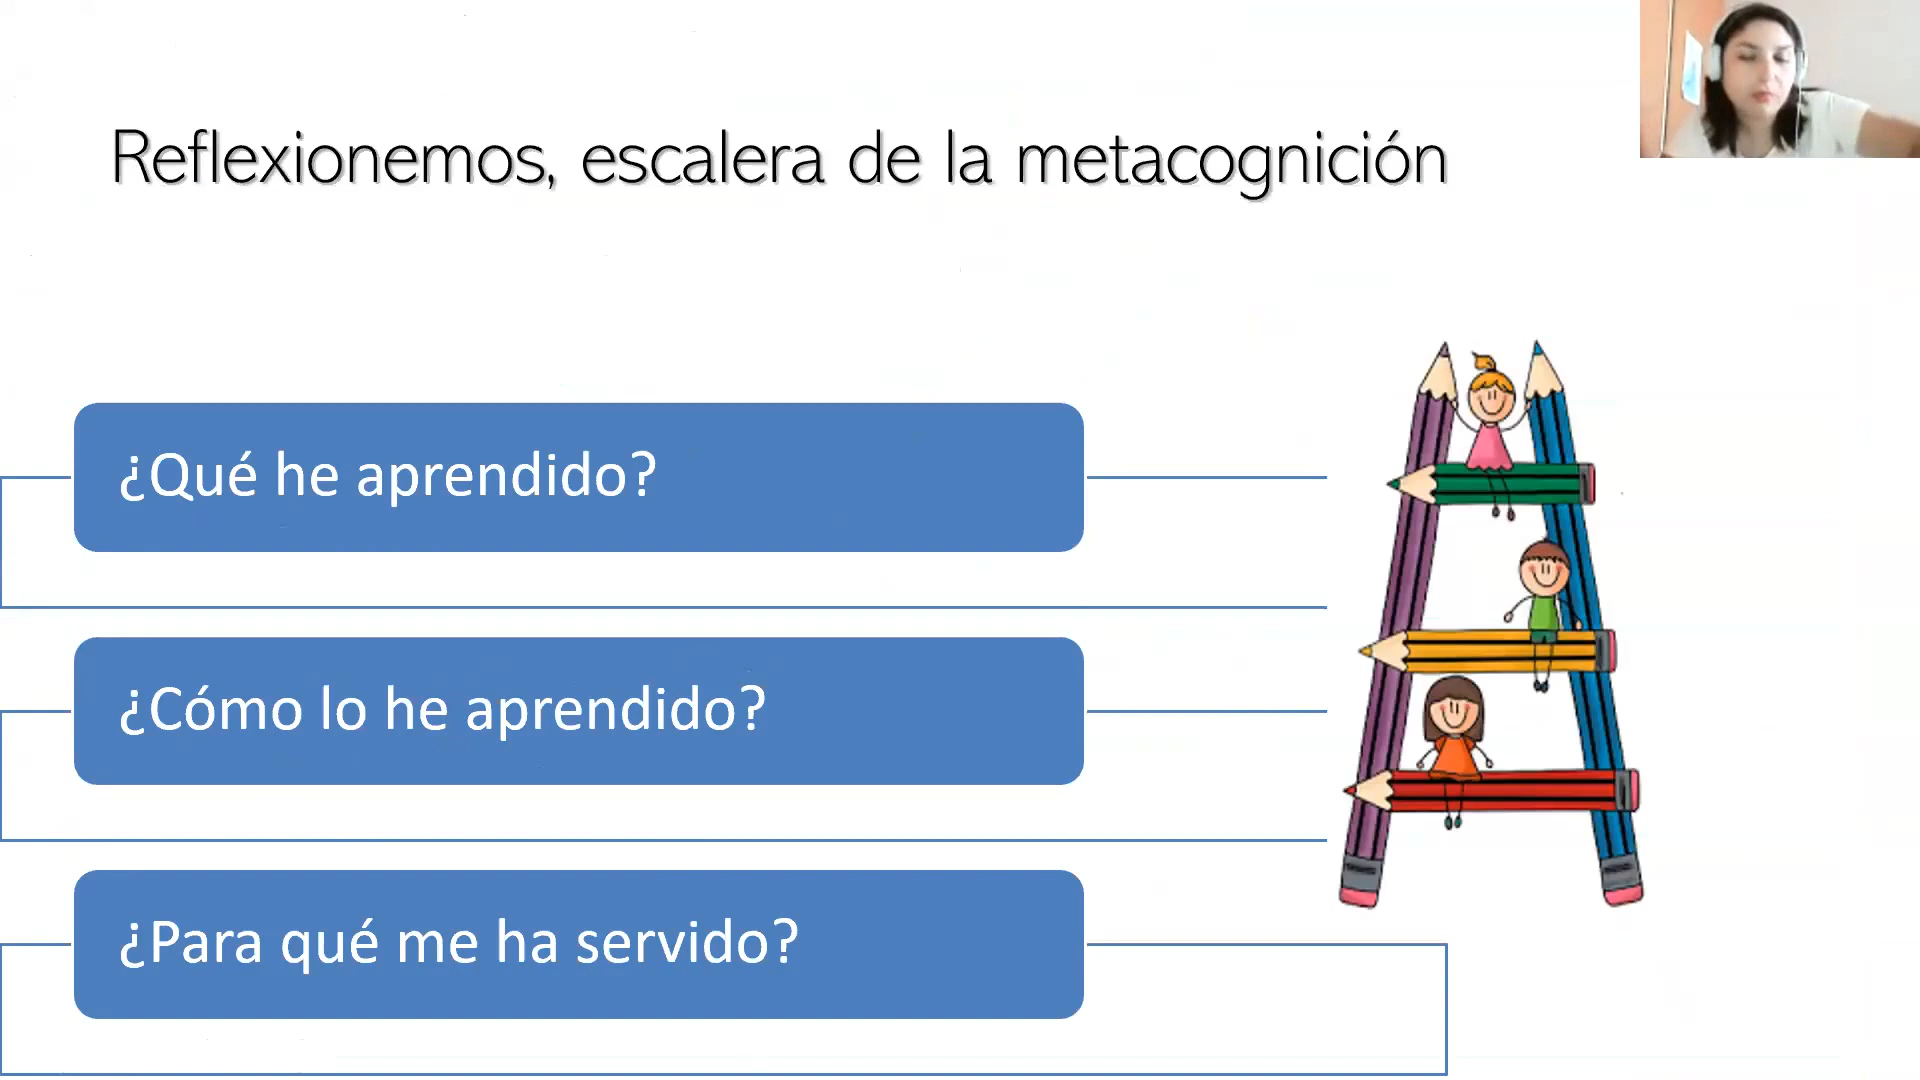 Reflexionemos, escalera de la metacognición
¿Qué he aprendido?
¿Cómo lo he aprendido?
¿Para qué me ha servido?